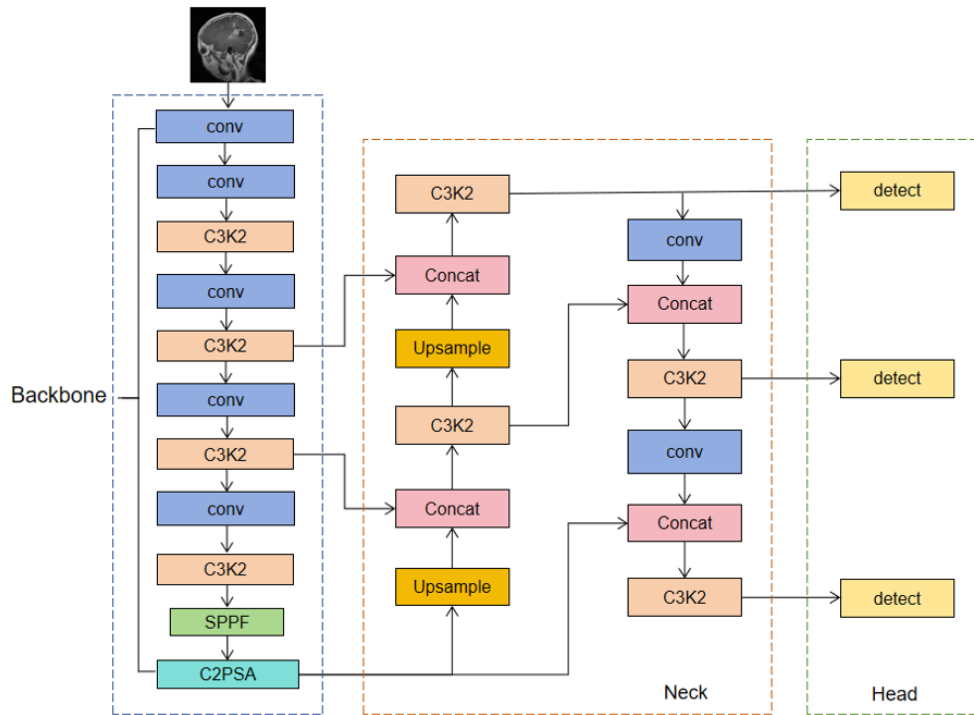 conv
conv
C3K2
conv
C3K2
conv
C3K2
conv
C3K2
SPPF
C2PSA
Backbone
C3K2
Concat
Upsample
C3K2
Concat
Upsample
conv
Concat
C3K2
conv
Concat
C3K2
Neck
detect
detect
detect
Head